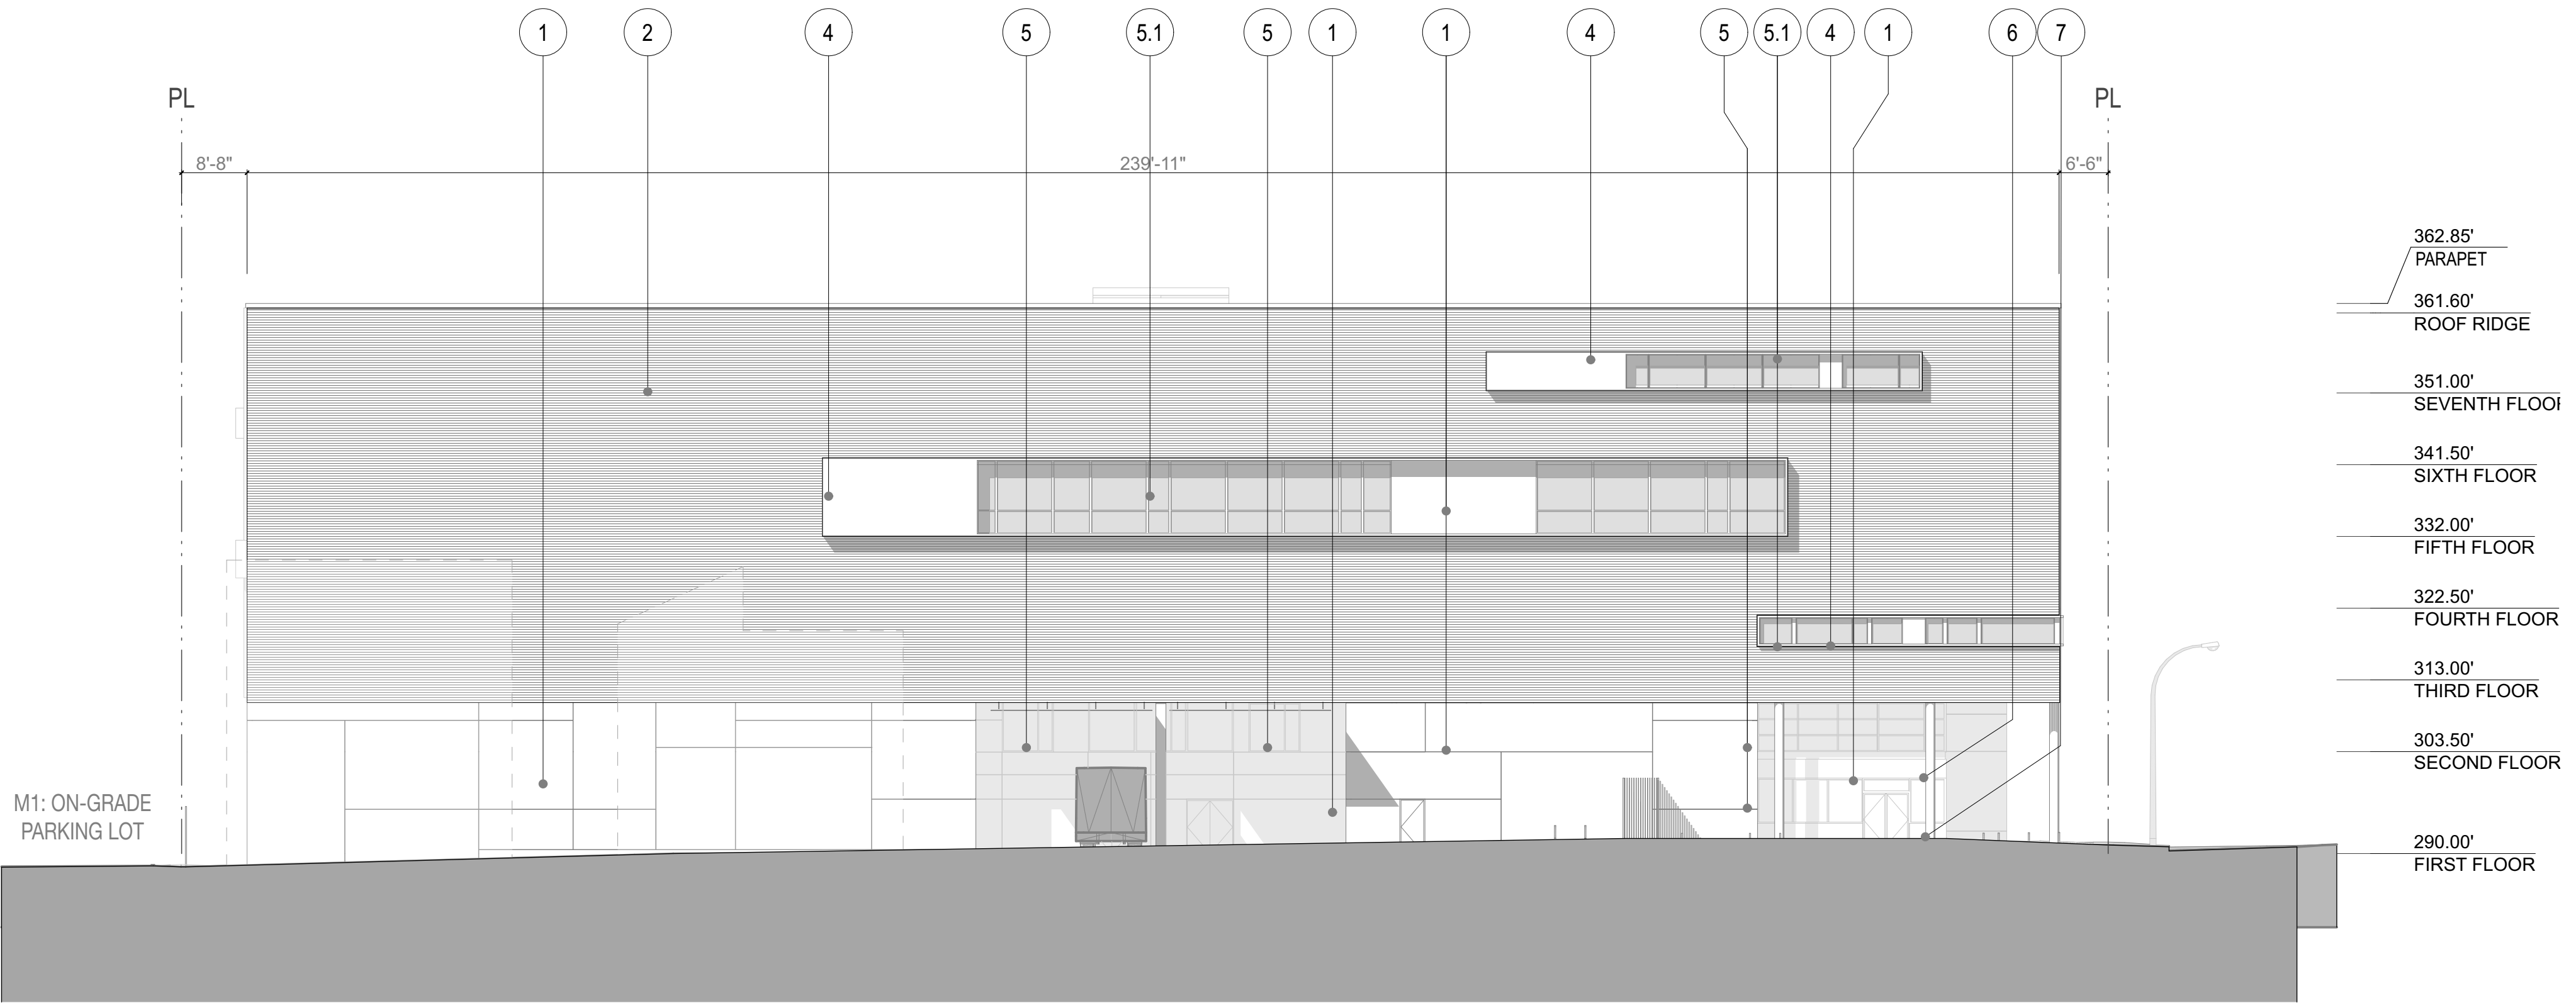 1 2 4 5 5.1 5 1 1 4 5 5.1 4 1 6 7
PL PL
8'-8" 239'-11" 6'-6"
362.85'
PARAPET
361.60'
ROOF RIDGE
351.00'
SEVENTH FLOOR
341.50'
SIXTH FLOOR
332.00'
FIFTH FLOOR
322.50'
FOURTH FLOOR
313.00'
THIRD FLOOR
303.50'
SECOND FLOOR
M1: ON-GRADE
PARKING LOT
290.00'
FIRST FLOOR